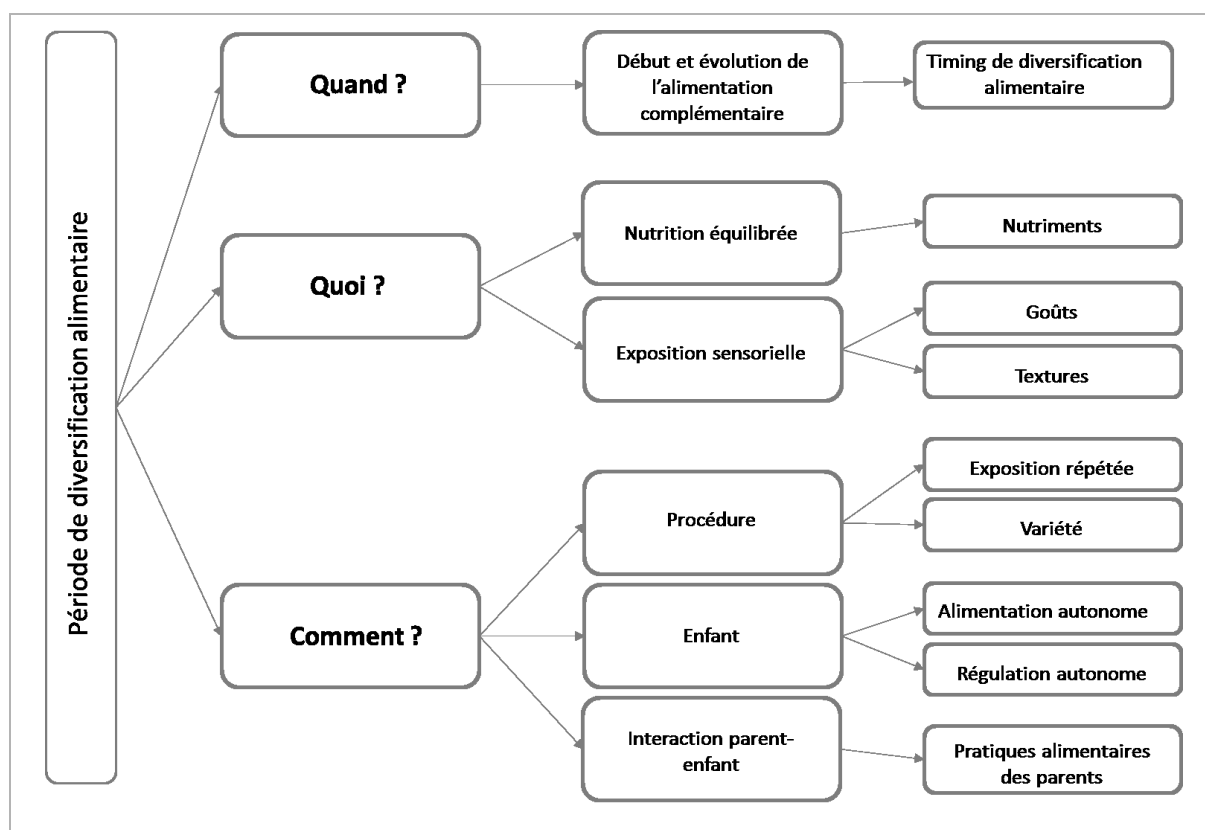 Période de diversification alimentaire
Quand ?
Début et évolution de
l'alimentation
complémentaire
Timing de diversification
alimentaire
Quoi ?
Nutrition équilibrée
Nutriments
Exposition sensorielle
Goûts
Textures
Comment ?
Procédure
Exposition répétée
Variété
Enfant
Alimentation autonome
Régulation autonome
Interaction parent-
enfant
Pratiques alimentaires
des parents